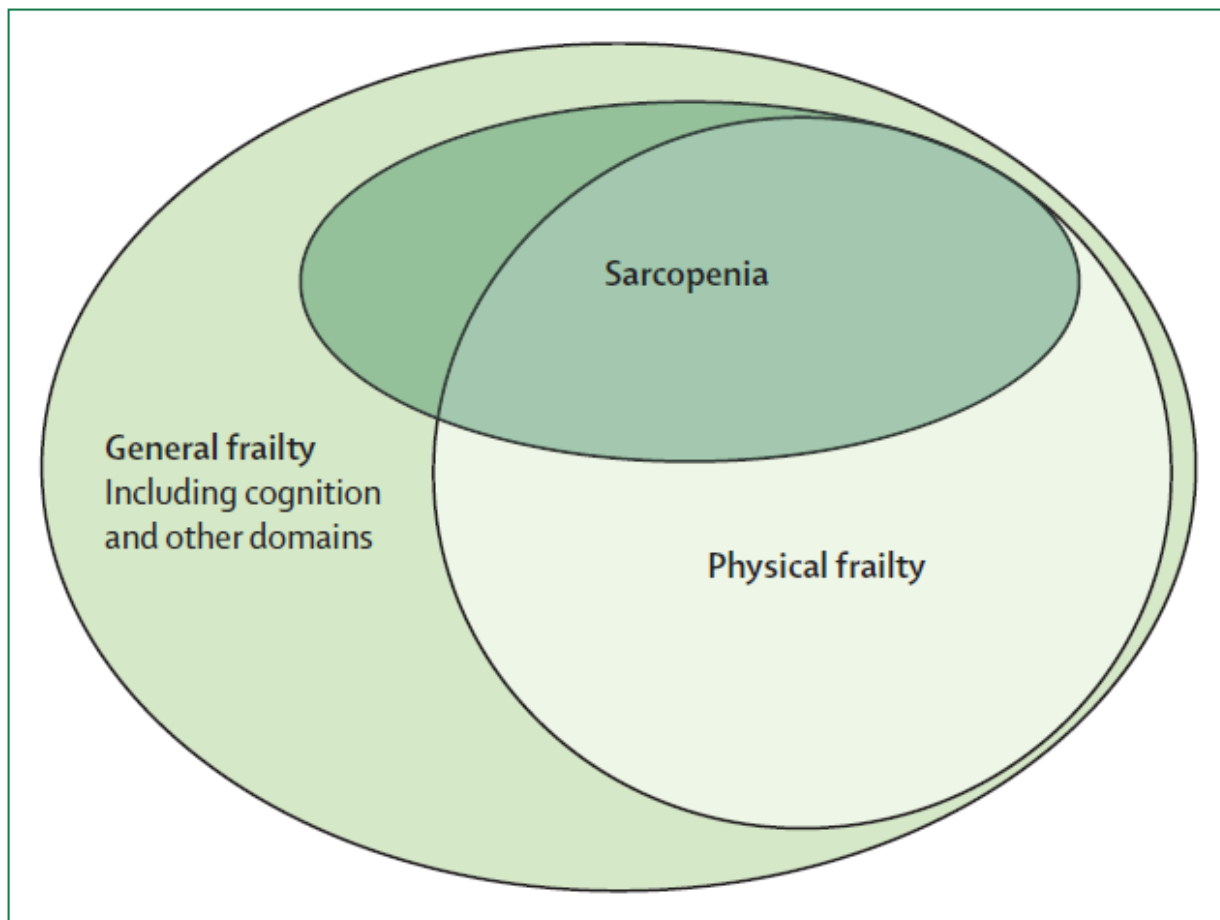 Sarcopenia
General frailty
Including cognition
and other domains
Physical frailty